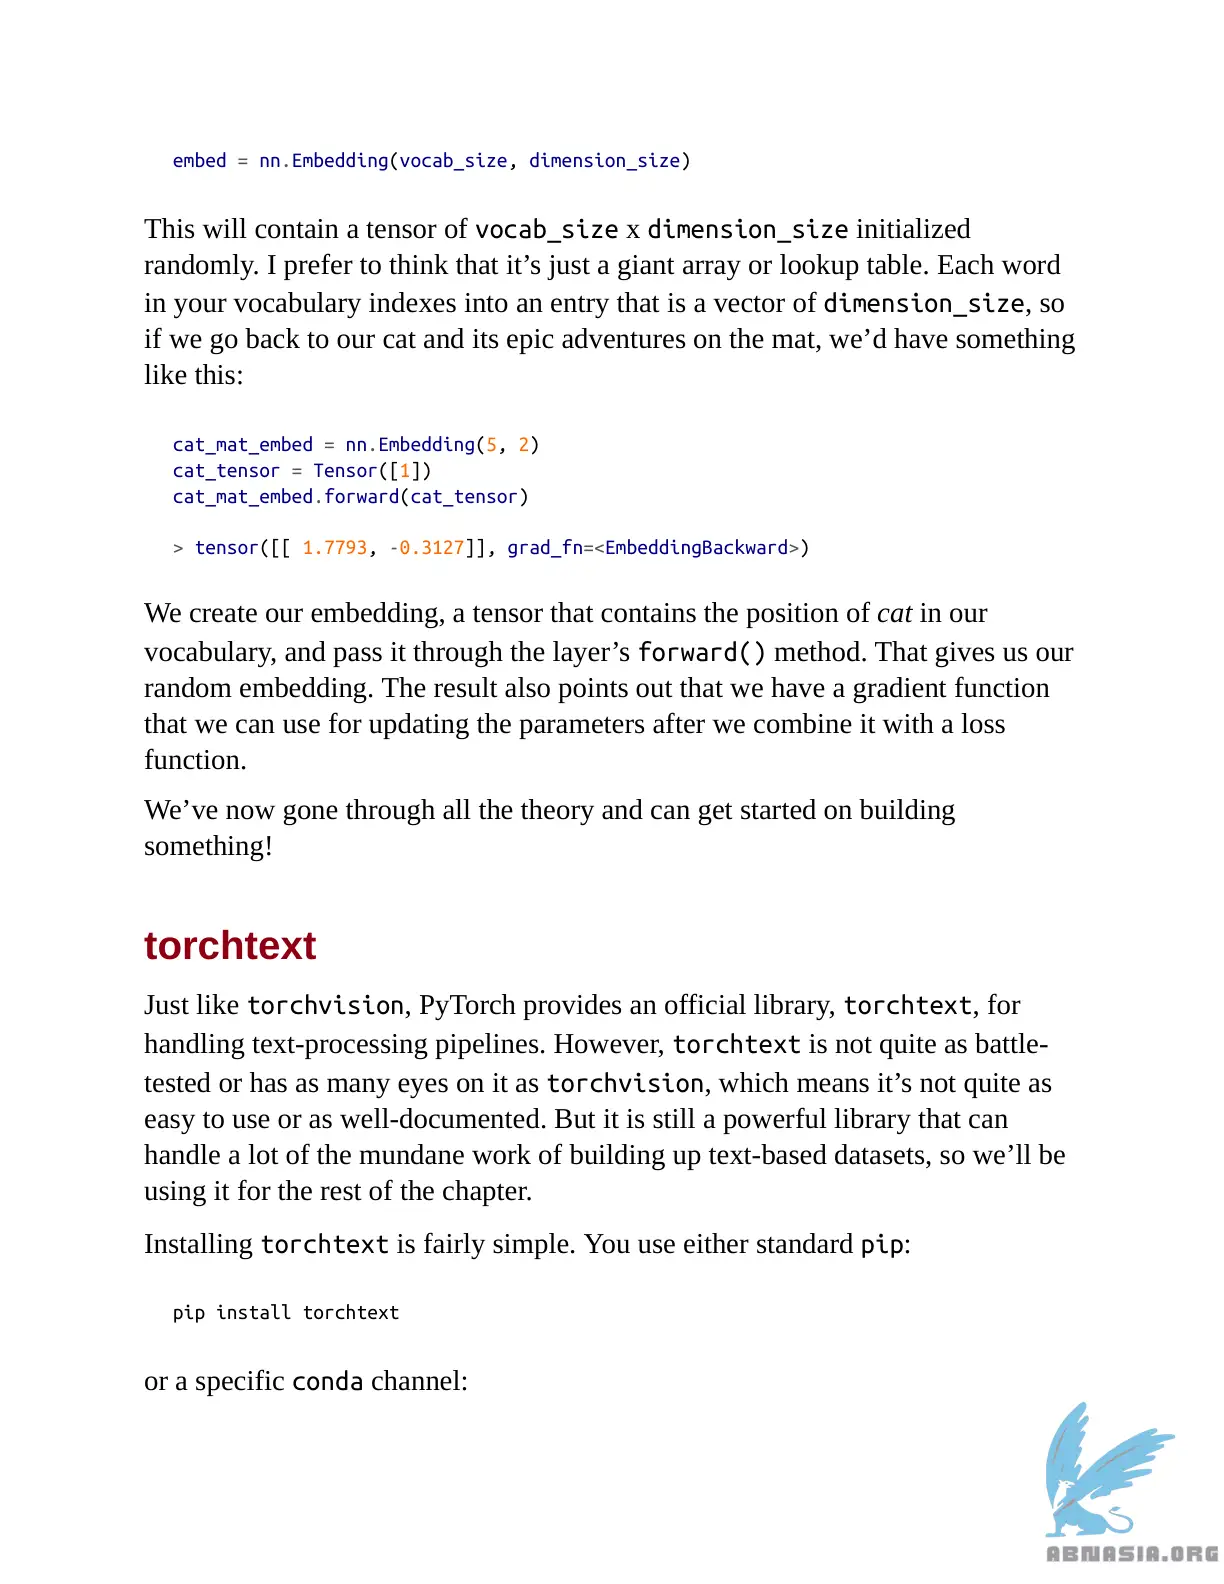 embed = nn.Embedding(vocab_size, dimension_size)
This will contain a tensor of vocab_size x dimension_size initialized
randomly. I prefer to think that it’s just a giant array or lookup table. Each word
in your vocabulary indexes into an entry that is a vector of dimension_size, so
if we go back to our cat and its epic adventures on the mat, we’d have something
like this:
cat_mat_embed = nn.Embedding(5, 2)
cat_tensor = Tensor([1])
cat_mat_embed.forward(cat_tensor)
> tensor([[ 1.7793, -0.3127]], grad_fn=<EmbeddingBackward>)
We create our embedding, a tensor that contains the position of cat in our
vocabulary, and pass it through the layer’s forward() method. That gives us our
random embedding. The result also points out that we have a gradient function
that we can use for updating the parameters after we combine it with a loss
function.
We’ve now gone through all the theory and can get started on building
something!
torchtext
Just like torchvision, PyTorch provides an official library, torchtext, for
handling text-processing pipelines. However, torchtext is not quite as battle-
tested or has as many eyes on it as torchvision, which means it’s not quite as
easy to use or as well-documented. But it is still a powerful library that can
handle a lot of the mundane work of building up text-based datasets, so we’ll be
using it for the rest of the chapter.
Installing torchtext is fairly simple. You use either standard pip:
pip install torchtext
or a specific conda channel:
ABNASIA.ORG